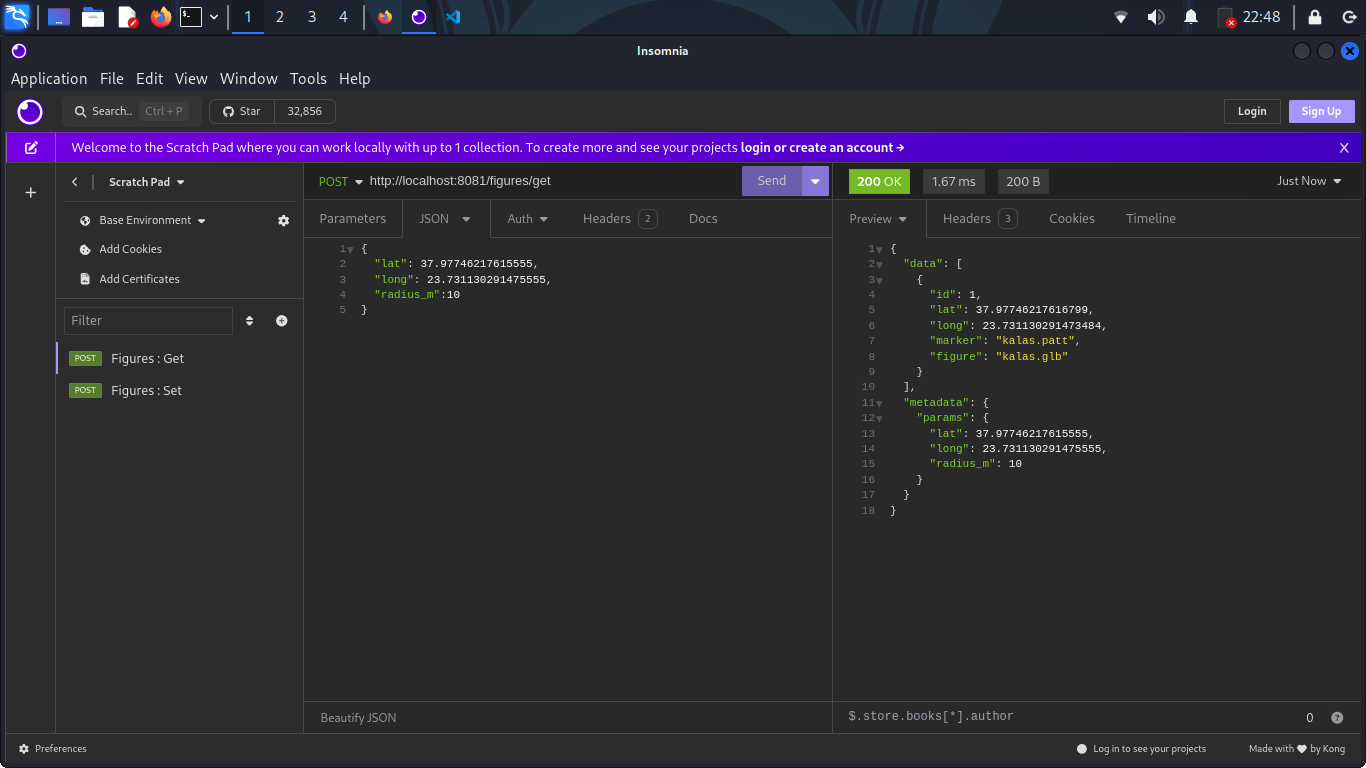 1 2 3 4 22:48
Insomnia
Application File Edit View Window Tools Help
Search.. Ctrl + P Star 32,856 Login Sign Up
Welcome to the Scratch Pad where you can work locally with up to 1 collection. To create more and see your projects login or create an account → X
Scratch Pad
Base Environment
Add Cookies
Add Certificates
Filter
POST Figures : Get
POST Figures : Set
POST http://localhost:8081/figures/get Send
Parameters JSON Auth Headers 2 Docs
1 {
2 "lat": 37.97746217615555,
3 "long": 23.731130291475555,
4 "radius_m":10
5 }
Beautify JSON
200 OK 1.67 ms 200 B Just Now
Preview Headers 3 Cookies Timeline
1 {
2 "data": [
3 {
4 "id": 1,
5 "lat": 37.97746217616799,
6 "long": 23.731130291473484,
7 "marker": "kalas.patt",
8 "figure": "kalas.glb"
9 }
10 ],
11 "metadata": {
12 "params": {
13 "lat": 37.97746217615555,
14 "long": 23.731130291475555,
15 "radius_m": 10
16 }
17 }
18 }
$.store.books[*].author 0 ?
Preferences Log in to see your projects Made with ♥ by Kong